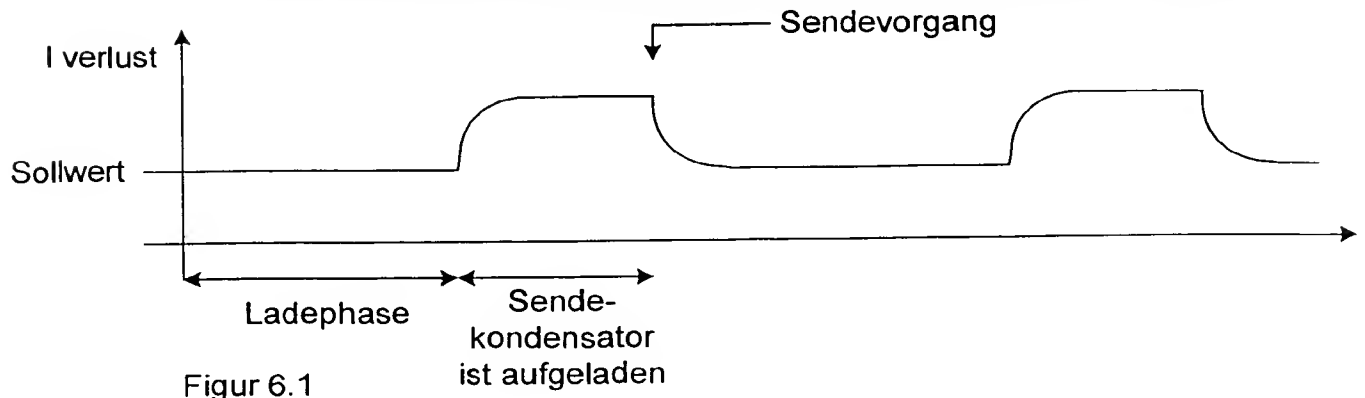 Sendevorgang
I verlust
Sollwert
Ladephase
Sende-
kondensator
ist aufgeladen
Figur 6.1